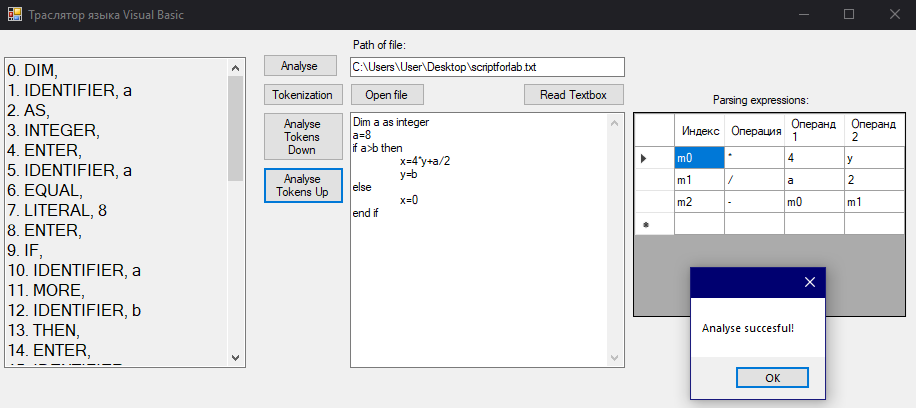 Траслятор языка Visual Basic
Path of file:
C:\Users\User\Desktop\scriptforlab.txt
Analyse
Tokenization
Analyse
Tokens
Down
Analyse
Tokens Up
Open file
Read Textbox
0. DIM,
1. IDENTIFIER, a
2. AS,
3. INTEGER,
4. ENTER,
5. IDENTIFIER, a
6. EQUAL,
7. LITERAL, 8
8. ENTER,
9. IF,
10. IDENTIFIER, a
11. MORE,
12. IDENTIFIER, b
13. THEN,
14. ENTER,
Dim a as integer
a=8
if a>b then
x=4*y+a/2
y=b
else
x=0
end if
Parsing expressions:
Индекс Операция Операнд 1 Операнд 2
m0 * 4 y
m1 / a 2
m2 - m0 m1
Analyse succesful!
OK